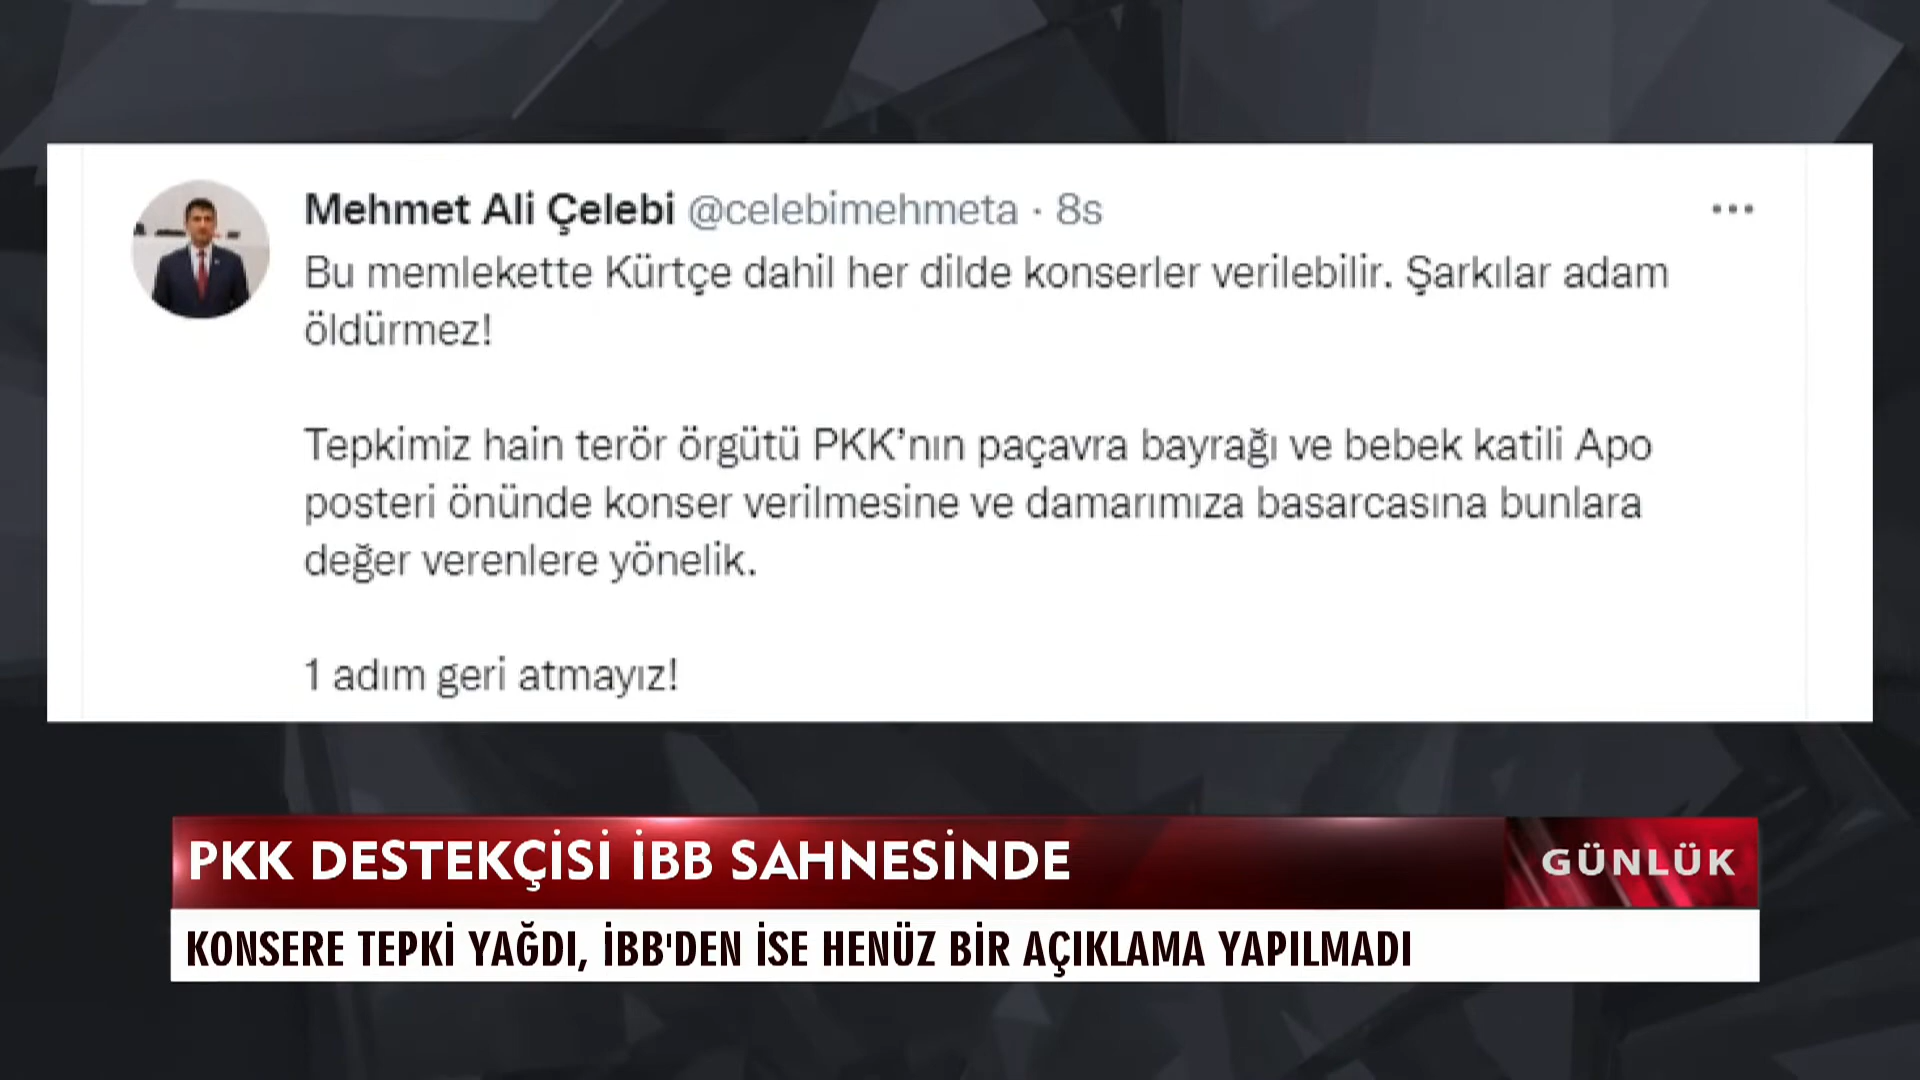 Mehmet Ali Çelebi @celebimehmeta · 8s
Bu memlekette Kürtçe dahil her dilde konserler verilebilir. Şarkılar adam
öldürmez!
Tepkimiz hain terör örgütü PKK’nın paçavra bayrağı ve bebek katili Apo
posteri önünde konser verilmesine ve damarımıza basarcasına bunlara
değer verenlere yönelik.
1 adım geri atmayız!
PKK DESTEKÇİSİ İBB SAHNESİNDE
GÜNLÜK
KONSERE TEPKİ YAĞDI, İBB'DEN İSE HENÜZ BİR AÇIKLAMA YAPILMADI